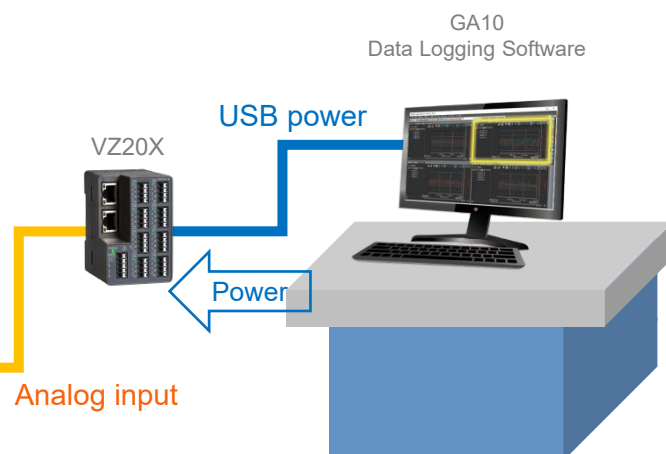 GA10
Data Logging Software
USB power
VZ20X
Power
Analog input